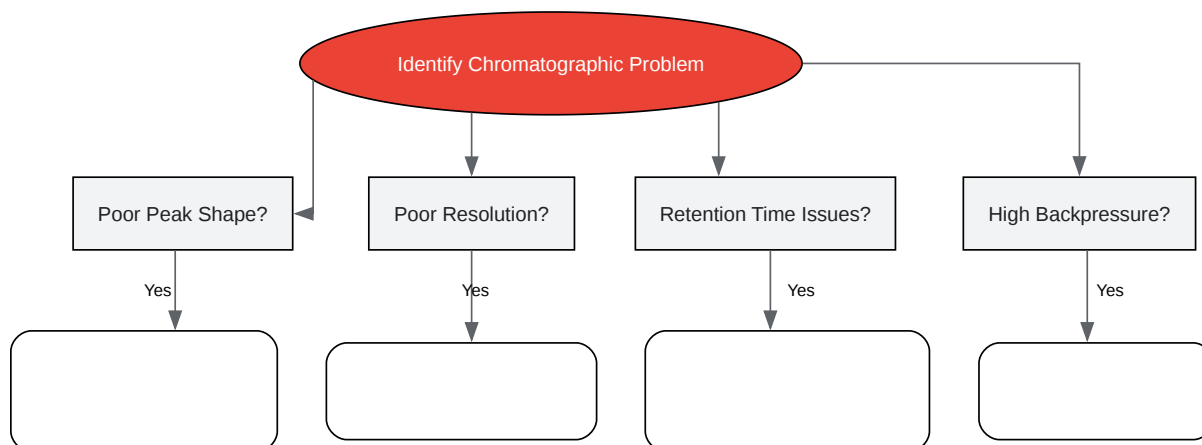 Identify Chromatographic Problem
Poor Peak Shape?
Poor Resolution?
Retention Time Issues?
High Backpressure?
Yes
Yes
Yes
Yes